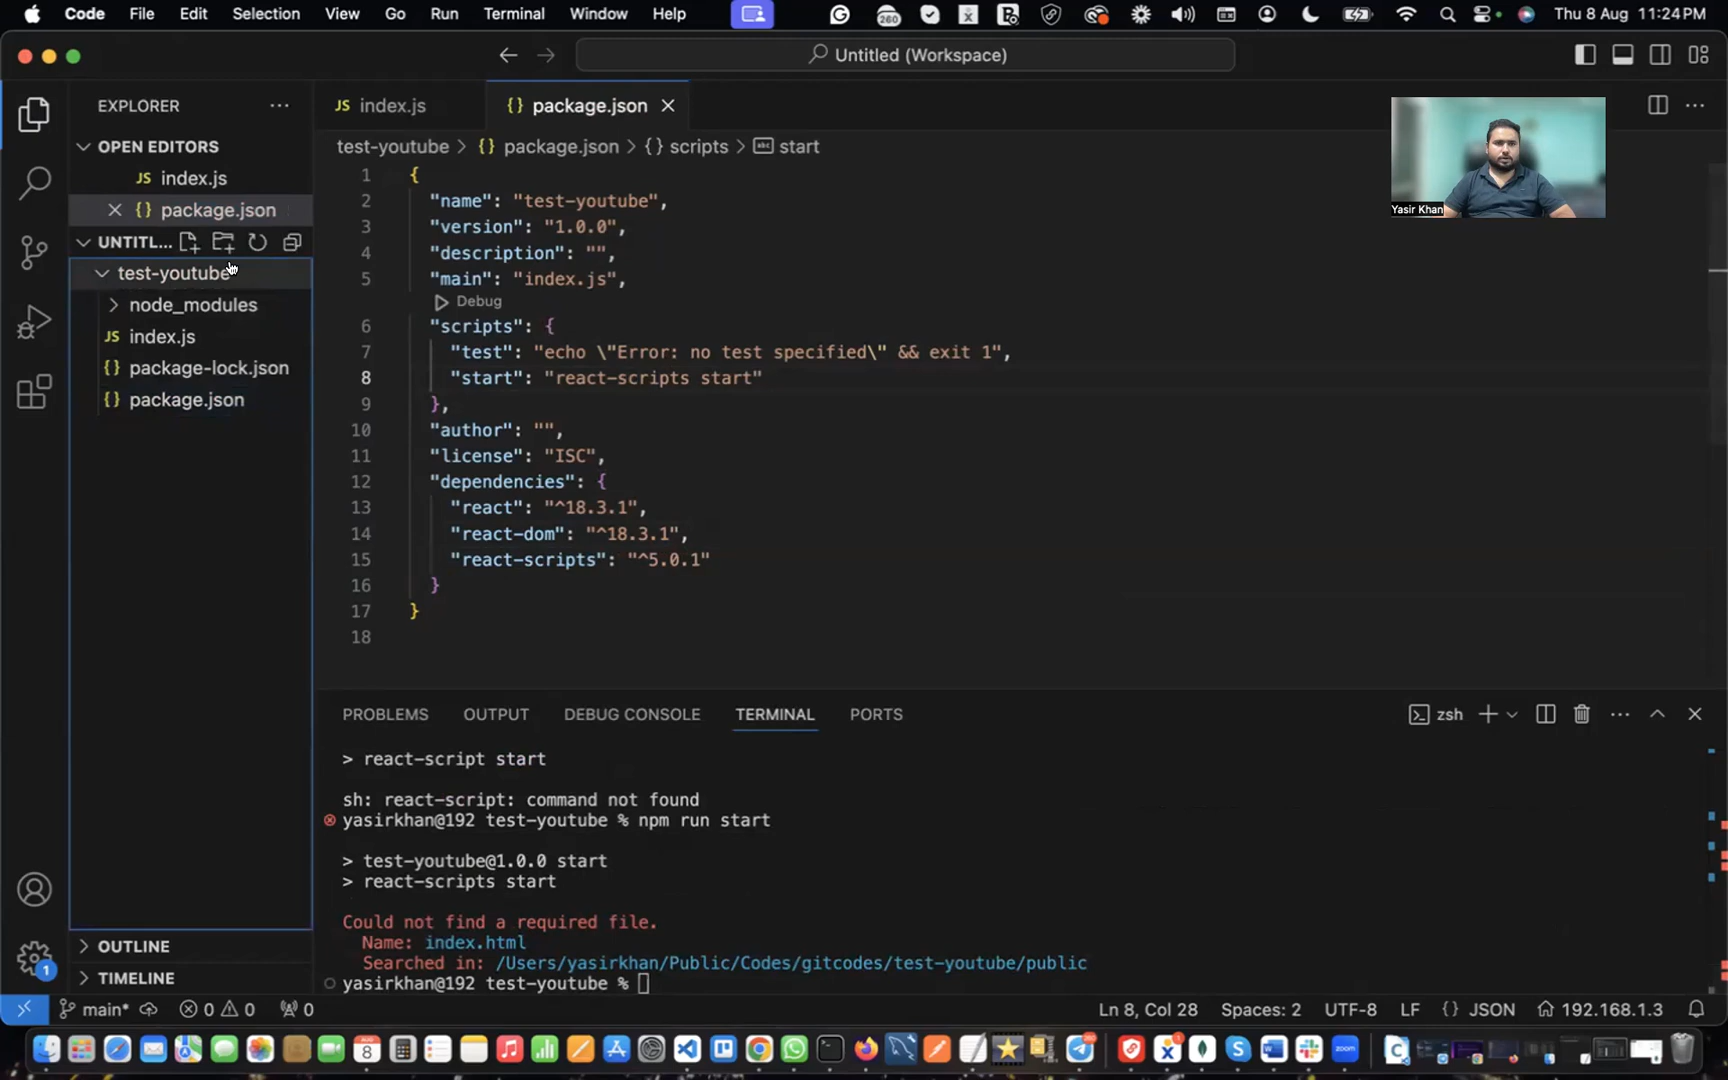 Code File Edit Selection View Go Run Terminal Window Help 260 Thu 8 Aug 11:24 PM
Untitled (Workspace)
EXPLORER
OPEN EDITORS
JS index.js
{} package.json
UNTITL...
test-youtube
node_modules
JS index.js
{} package-lock.json
{} package.json
OUTLINE
TIMELINE
1
JS index.js {} package.json
test-youtube > {} package.json > {} scripts > abc start
Yasir Khan
1 {
2 "name": "test-youtube",
3 "version": "1.0.0",
4 "description": "",
5 "main": "index.js",
Debug
6 "scripts": {
7 "test": "echo \"Error: no test specified\" && exit 1",
8 "start": "react-scripts start"
9 },
10 "author": "",
11 "license": "ISC",
12 "dependencies": {
13 "react": "^18.3.1",
14 "react-dom": "^18.3.1",
15 "react-scripts": "^5.0.1"
16 }
17 }
18
PROBLEMS OUTPUT DEBUG CONSOLE TERMINAL PORTS zsh
> react-script start
sh: react-script: command not found
yasirkhan@192 test-youtube % npm run start
> test-youtube@1.0.0 start
> react-scripts start
Could not find a required file.
Name: index.html
Searched in: /Users/yasirkhan/Public/Codes/gitcodes/test-youtube/public
yasirkhan@192 test-youtube %
main* 0 0 0 Ln 8, Col 28 Spaces: 2 UTF-8 LF {} JSON 192.168.1.3
8